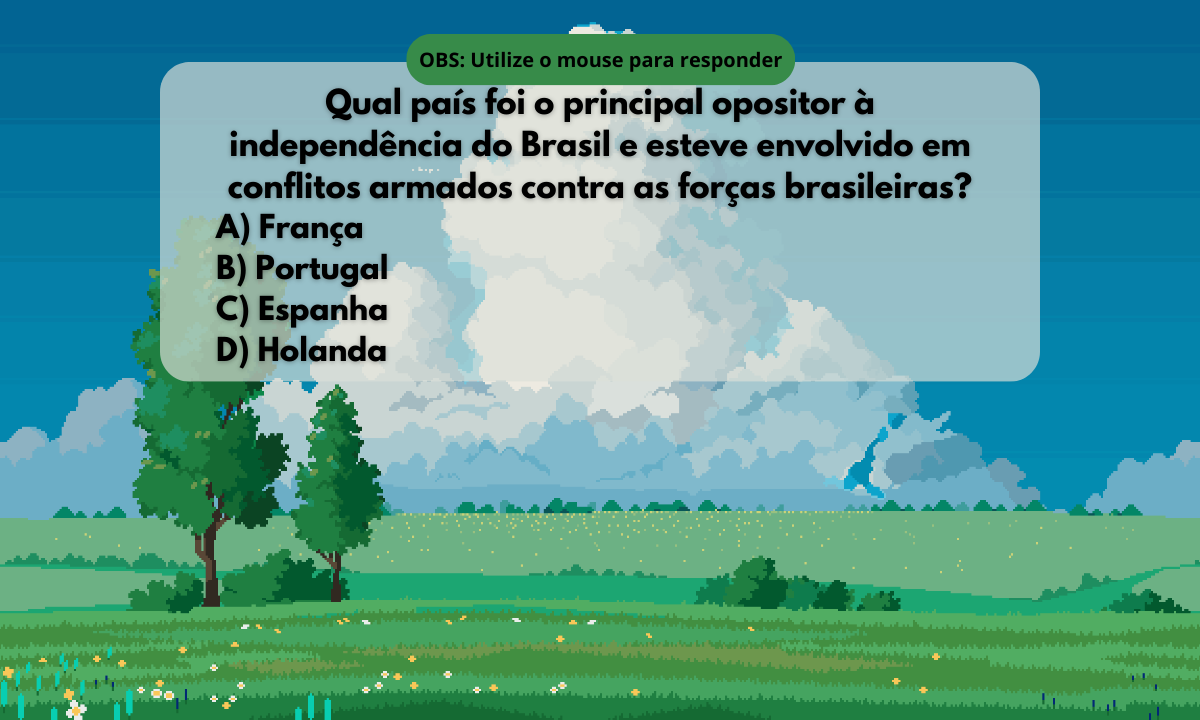 OBS: Utilize o mouse para responder
Qual país foi o principal opositor à
independência do Brasil e esteve envolvido em
conflitos armados contra as forças brasileiras?
A) França
B) Portugal
C) Espanha
D) Holanda